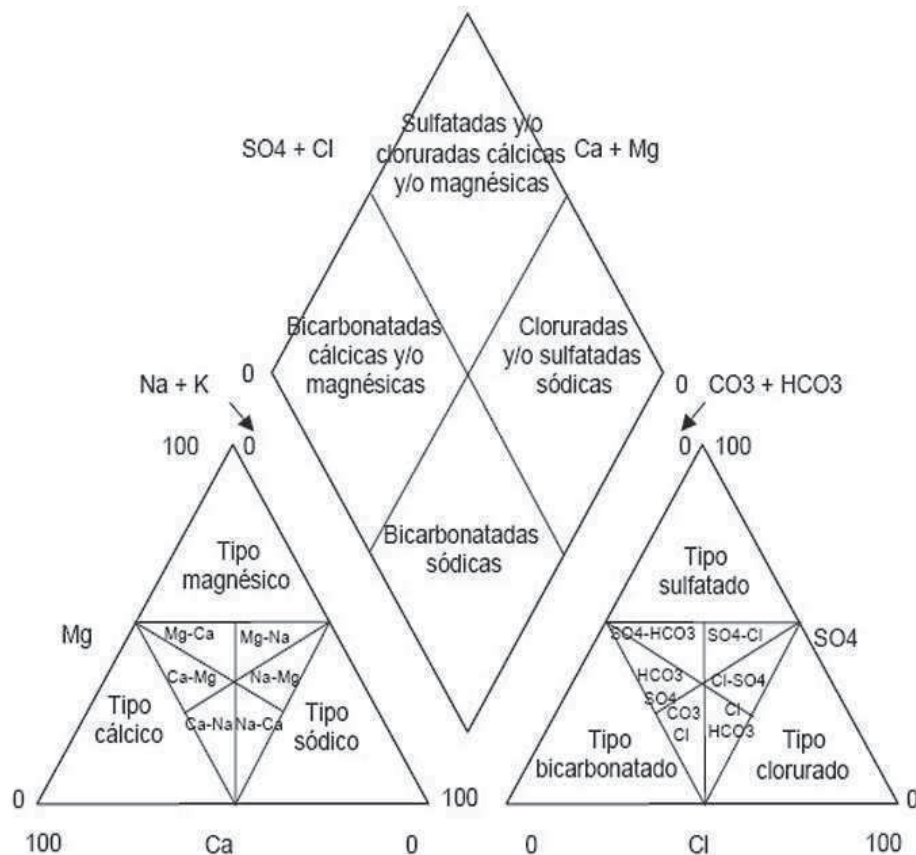 SO4 + Cl
Ca + Mg
Sulfatadas y/o
cloruradas cálcicas
y/o magnésicas
Bicarbonatadas
cálcicas y/o
magnésicas
Cloruradas
y/o sulfatadas
sódicas
Na + K
0
0
CO3 + HCO3
100
0
0
100
Bicarbonatadas
sódicas
Tipo
magnésico
Tipo
sulfatado
Mg
Mg-Ca
Mg-Na
Ca-Mg
Na-Mg
Ca-Na
Na-Ca
Tipo
cálcico
Tipo
sódico
SO4-HCO3
SO4-Cl
SO4
HCO3
SO4
Cl-SO4
CO3
Cl
Cl
HCO3
Tipo
bicarbonatado
Tipo
clorurado
0
100
0
100
Ca
0
0
Cl
100